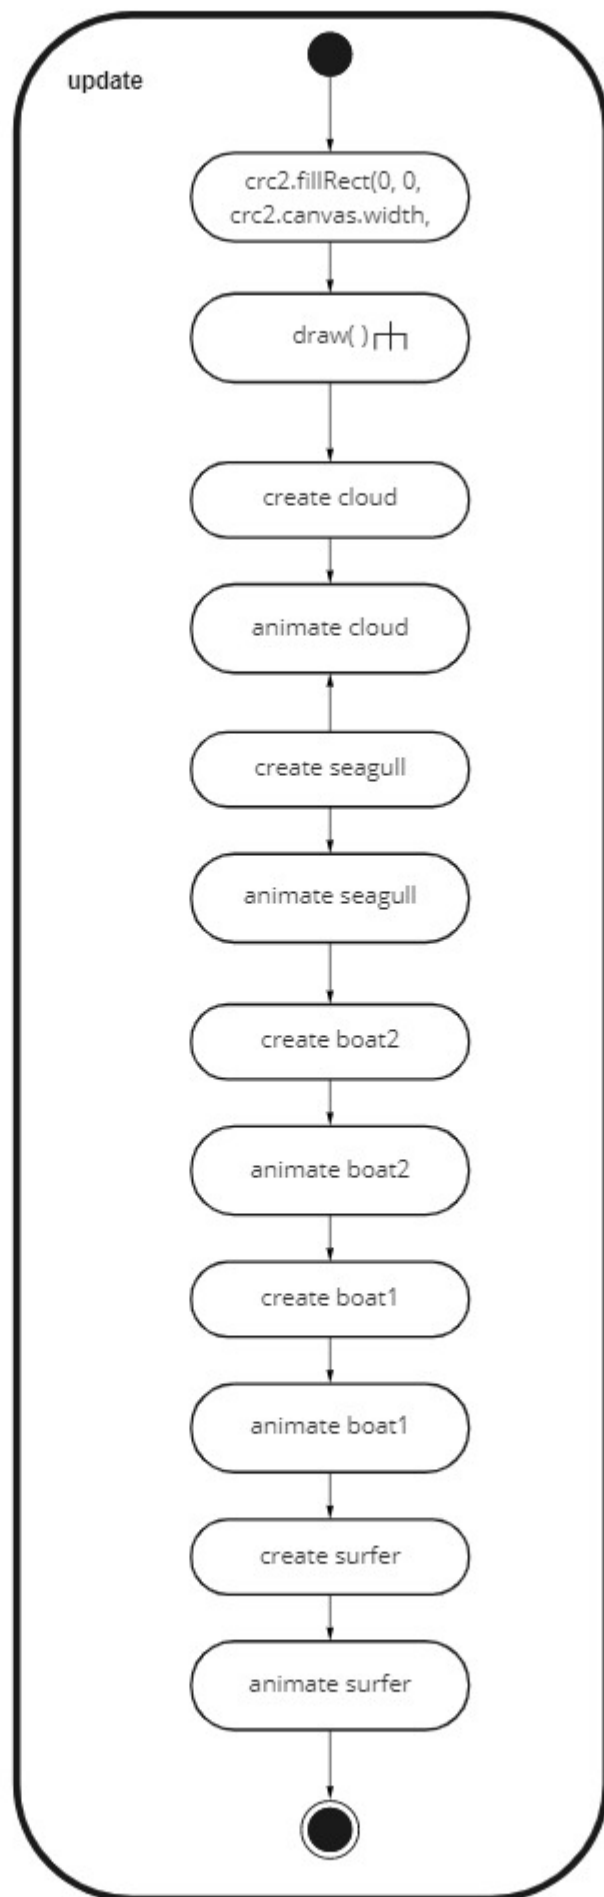 update
crc2.fillRect(0, 0,
crc2.canvas.width,
draw( )
create cloud
animate cloud
create seagull
animate seagull
create boat2
animate boat2
create boat1
animate boat1
create surfer
animate surfer